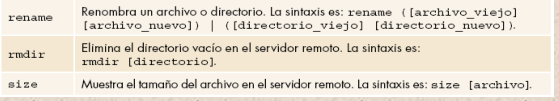 rename Renombra un archivo o directorio. La sintaxis es: rename ([archivo_viejo]
[archivo_nuevo]) | ([directorio_viejo] [directorio_nuevo]).
rmdir Elimina el directorio vacío en el servidor remoto. La sintaxis es:
rmdir [directorio].
size Muestra el tamaño del archivo en el servidor remoto. La sintaxis es: size [archivo].